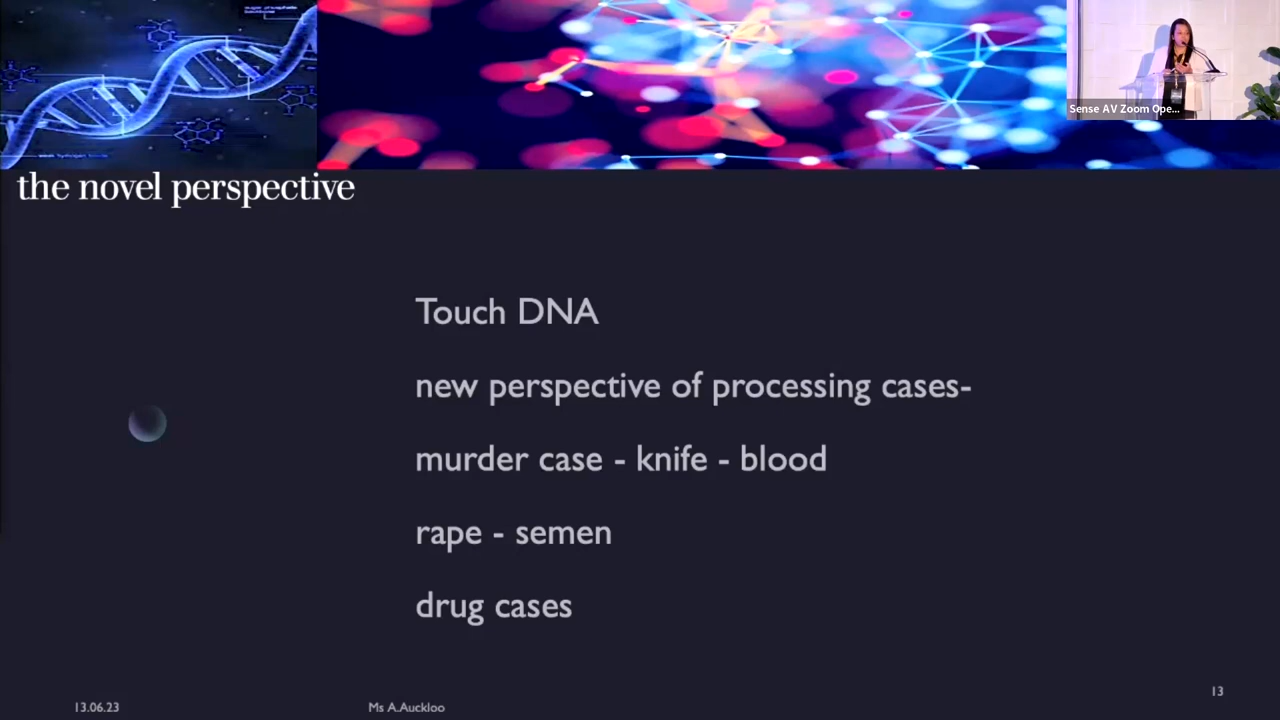 Sense AV Zoom Ope...
the novel perspective
Touch DNA
new perspective of processing cases-
murder case - knife - blood
rape - semen
drug cases
13.06.23
Ms A.Auckloo
13